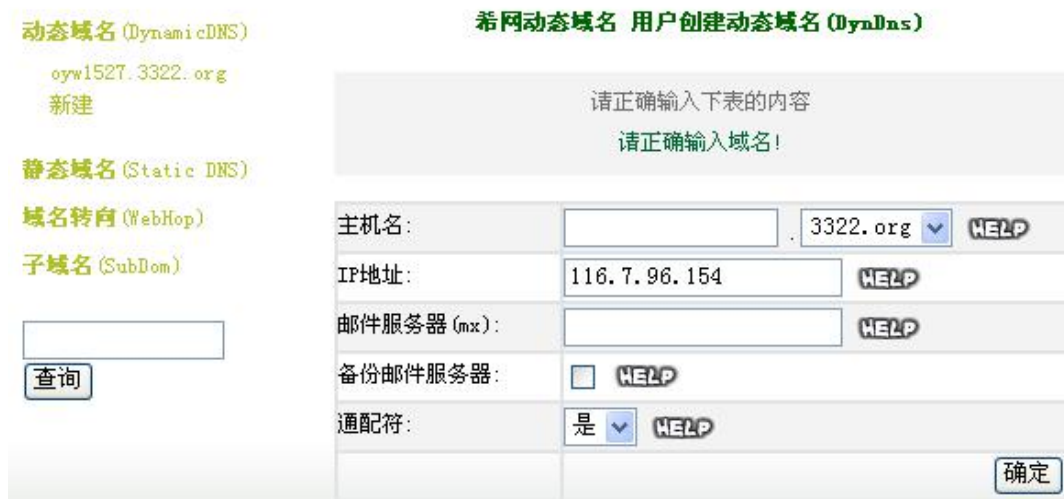 动态域名(DynamicDNS)
oyw1527.3322.org
新建
静态域名(Static DNS)
域名转向(WebHop)
子域名(SubDom)
查询
希网动态域名 用户创建动态域名(DynDns)
请正确输入下表的内容
请正确输入域名!
主机名: . 3322.org HELP
IP地址: 116.7.96.154 HELP
邮件服务器(mx): HELP
备份邮件服务器: HELP
通配符: 是 HELP
确定